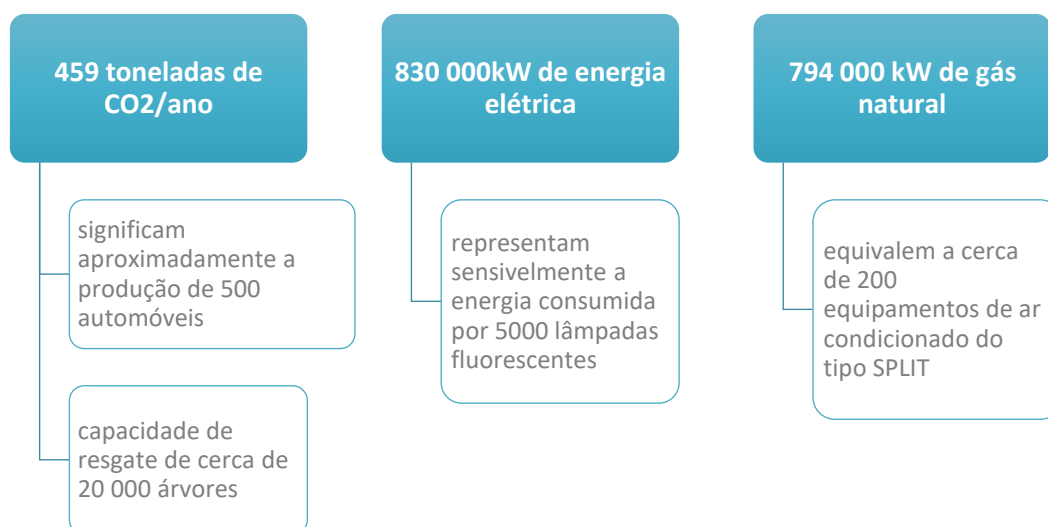 459 toneladas de
CO2/ano
significam
aproximadamente a
produção de 500
automóveis
capacidade de
resgate de cerca de
20 000 árvores
830 000kW de energia
elétrica
representam
sensivelmente a
energia consumida
por 5000 lâmpadas
fluorescentes
794 000 kW de gás
natural
equivalem a cerca
de 200
equipamentos de ar
condicionado do
tipo SPLIT